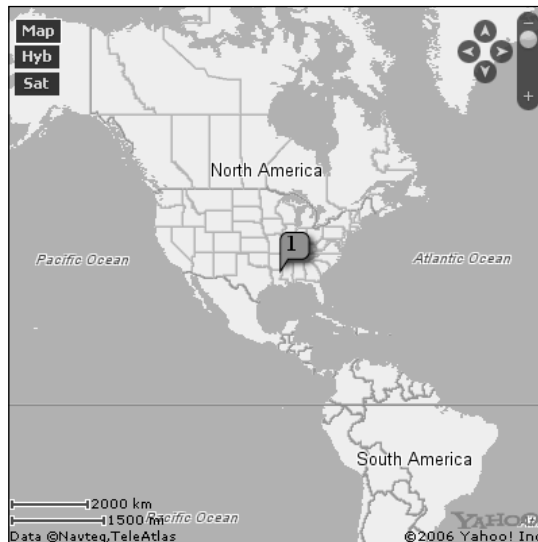 Map
Hyb
Sat
North America
1
Pacific Ocean
Atlantic Ocean
South America
2000 km
1500 mi
Pacific Ocean
YAHOO
Data ©Navteq,TeleAtlas
©2006 Yahoo! Inc